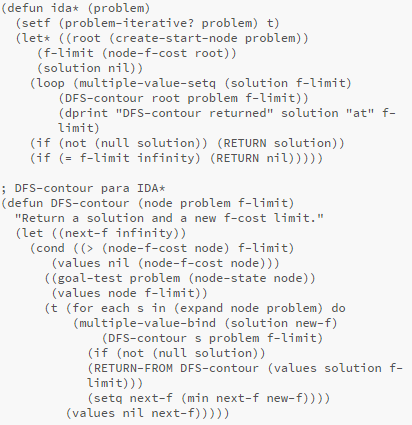 (defun ida* (problem)
(setf (problem-iterative? problem) t)
(let* ((root (create-start-node problem))
(f-limit (node-f-cost root))
(solution nil))
(loop (multiple-value-setq (solution f-limit)
(DFS-contour root problem f-limit))
(dprint "DFS-contour returned" solution "at" f-
limit)
(if (not (null solution)) (RETURN solution))
(if (= f-limit infinity) (RETURN nil)))))
; DFS-contour para IDA*
(defun DFS-contour (node problem f-limit)
"Return a solution and a new f-cost limit."
(let ((next-f infinity))
(cond ((> (node-f-cost node) f-limit)
(values nil (node-f-cost node)))
((goal-test problem (node-state node))
(values node f-limit))
(t (for each s in (expand node problem) do
(multiple-value-bind (solution new-f)
(DFS-contour s problem f-limit)
(if (not (null solution))
(RETURN-FROM DFS-contour (values solution f-
limit)))
(setq next-f (min next-f new-f))))
(values nil next-f)))))